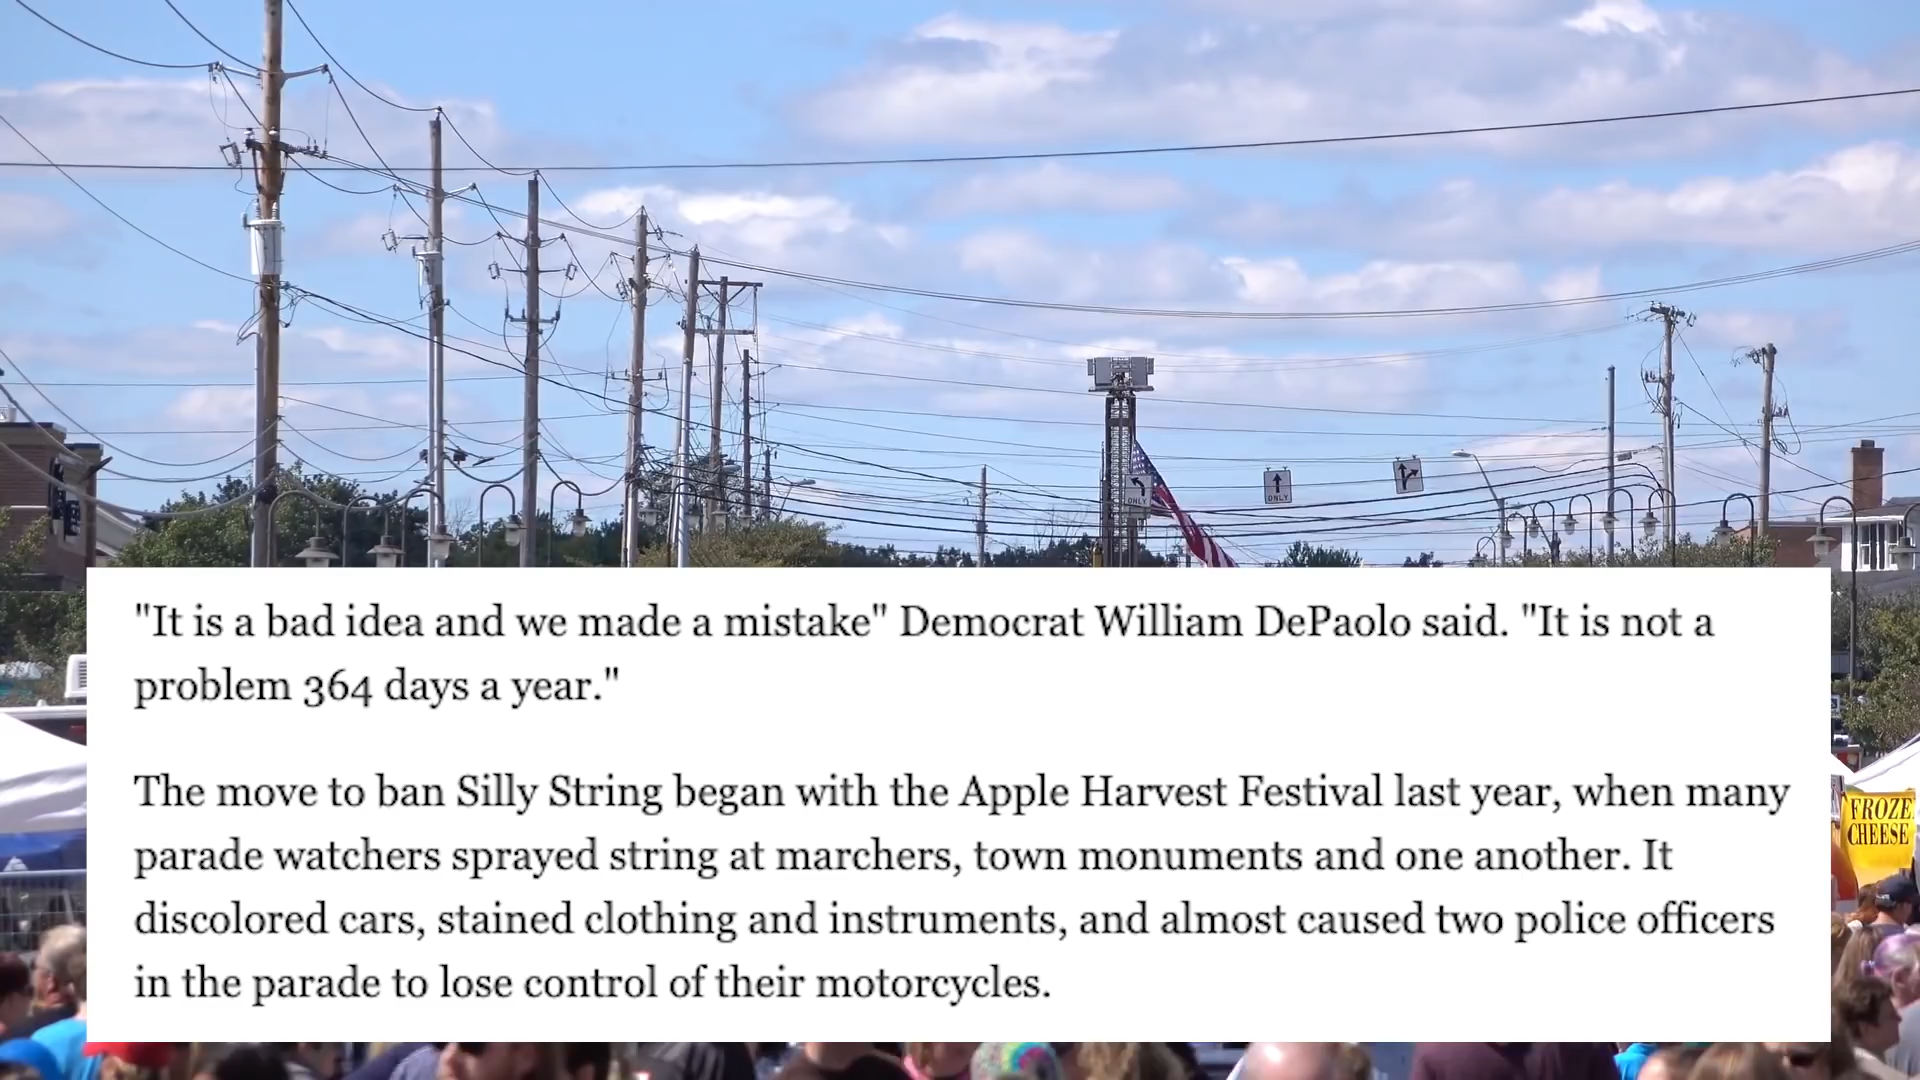 ONLY
ONLY
"It is a bad idea and we made a mistake" Democrat William DePaolo said. "It is not a
problem 364 days a year."
The move to ban Silly String began with the Apple Harvest Festival last year, when many
parade watchers sprayed string at marchers, town monuments and one another. It
discolored cars, stained clothing and instruments, and almost caused two police officers
in the parade to lose control of their motorcycles.
FROZE
CHEESE